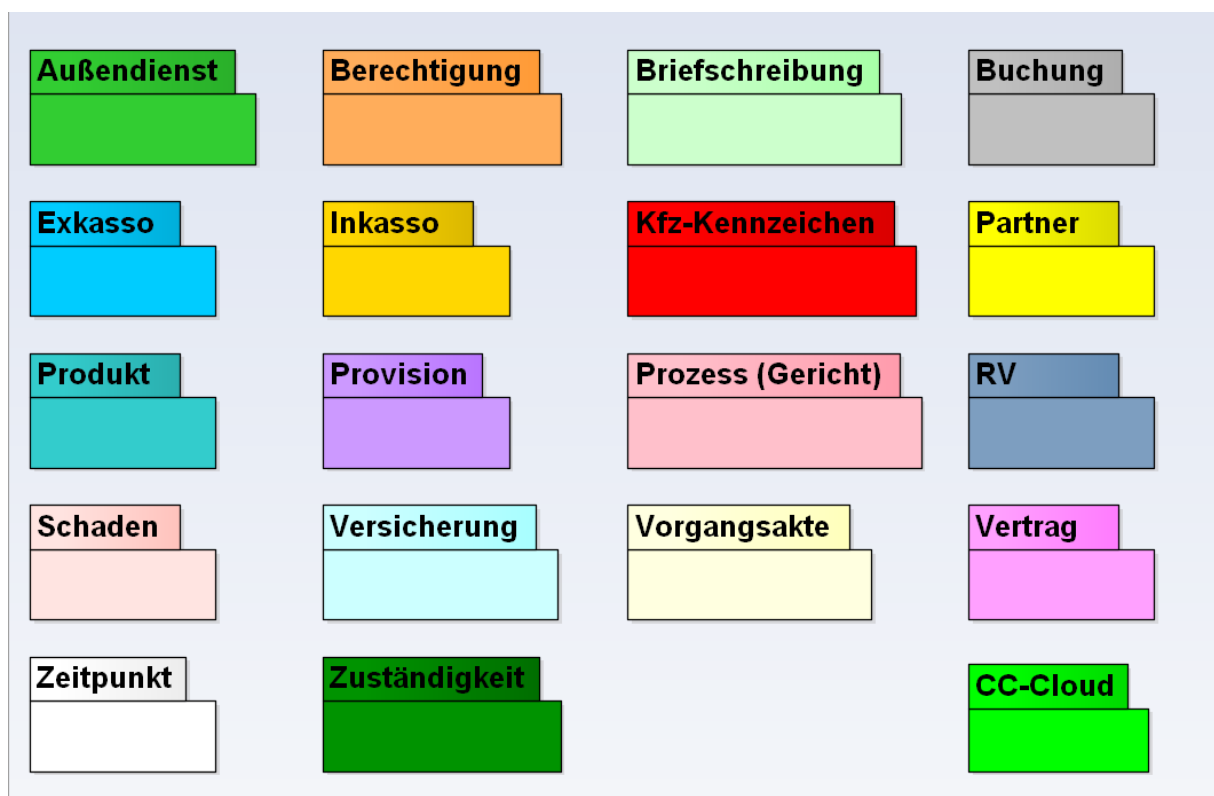 Außendienst
Berechtigung
Briefschreibung
Buchung
Exkasso
Inkasso
Kfz-Kennzeichen
Partner
Produkt
Provision
Prozess (Gericht)
RV
Schaden
Versicherung
Vorgangsakte
Vertrag
Zeitpunkt
Zuständigkeit
CC-Cloud